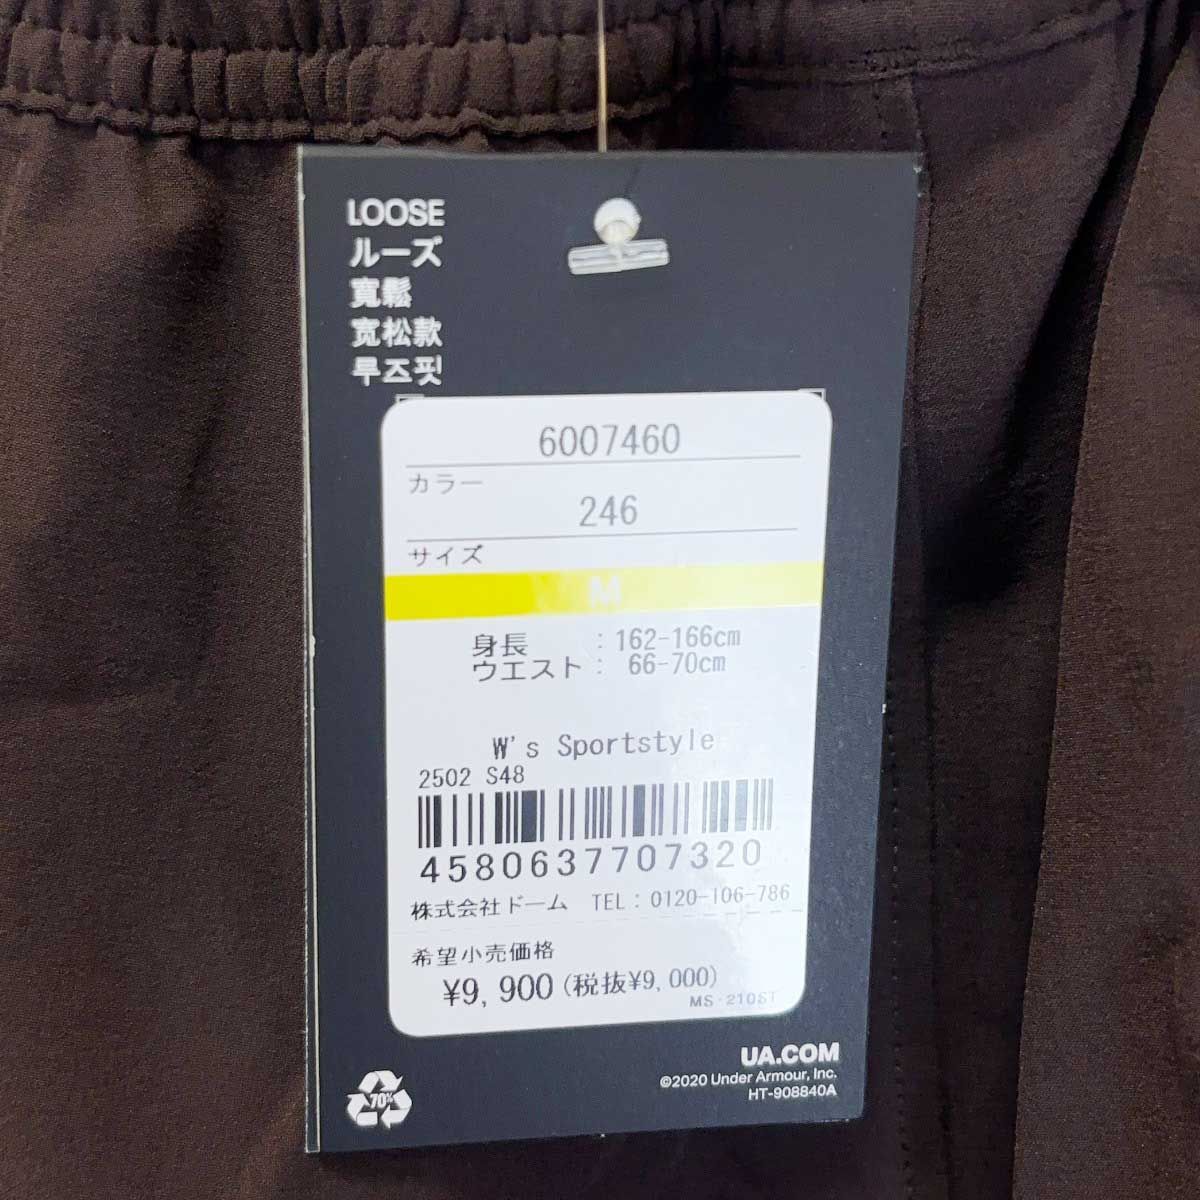 LOOSE
ルーズ
寬鬆
宽松款
루즈핏
6007460
カラー
246
サイズ
M
身長 : 162-166cm
ウエスト : 66-70cm
W's Sportstyle
2502 S48
4580637707320
株式会社ドーム TEL : 0120-106-786
希望小売価格
¥9,900 (税抜¥9,000)
MS-210ST
UA.COM
©2020 Under Armour, Inc.
HT-908840A
70%